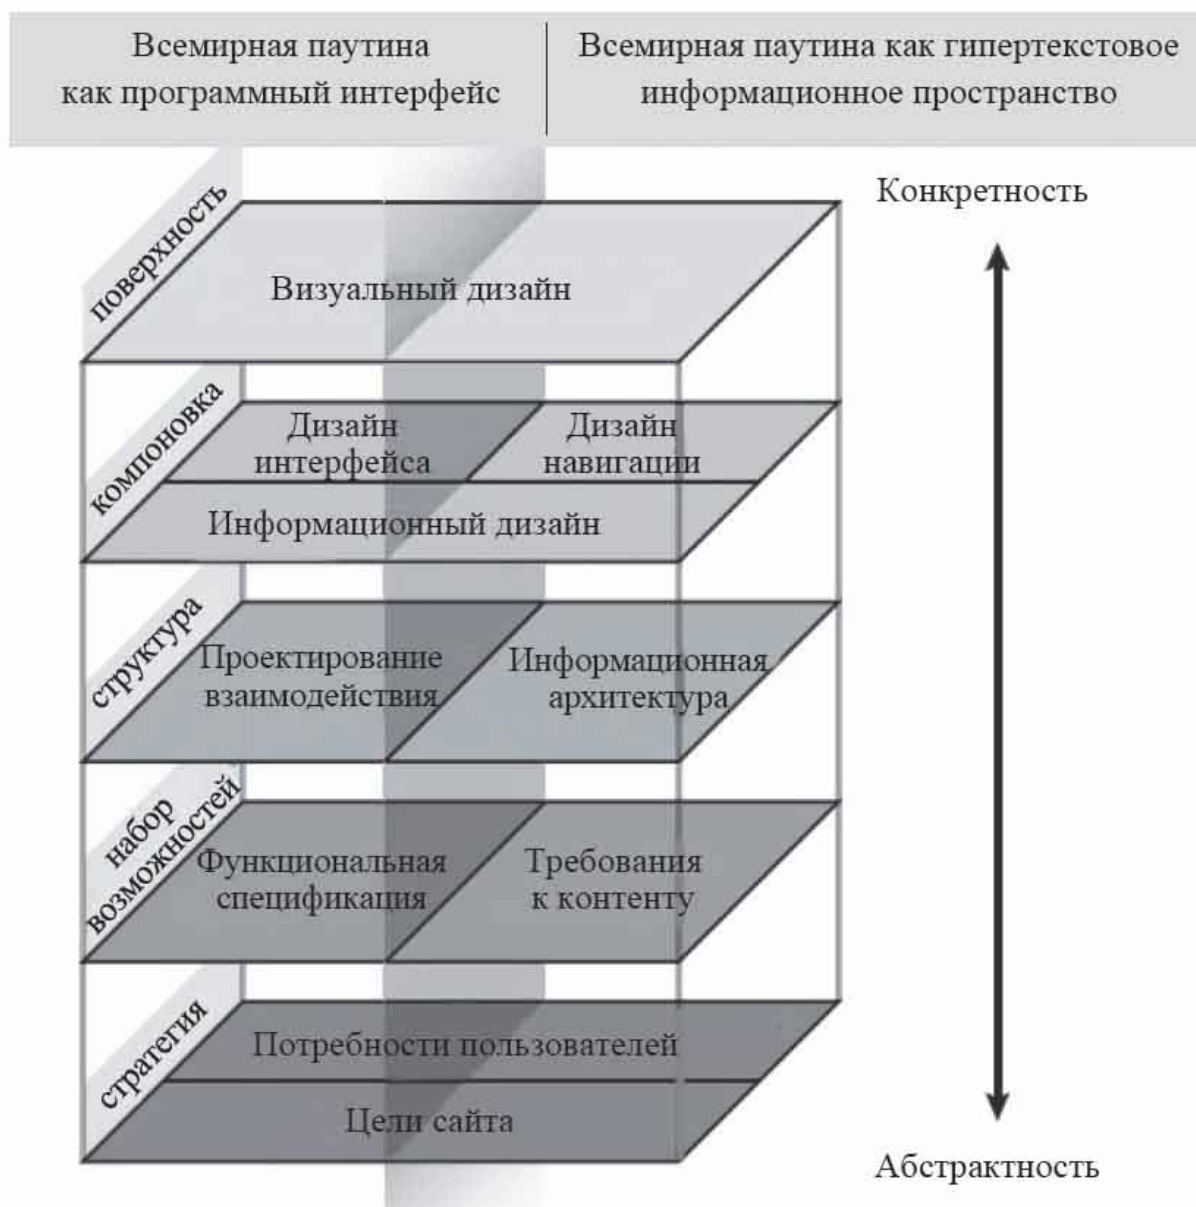 Всемирная паутина
как программный интерфейс
Всемирная паутина как гипертекстовое
информационное пространство
Конкретность
поверхность
Визуальный дизайн
компоновка
Дизайн
интерфейса
Дизайн
навигации
Информационный дизайн
структура
Проектирование
взаимодействия
Информационная
архитектура
набор
возможностей
Функциональная
спецификация
Требования
к контенту
стратегия
Потребности пользователей
Цели сайта
Абстрактность